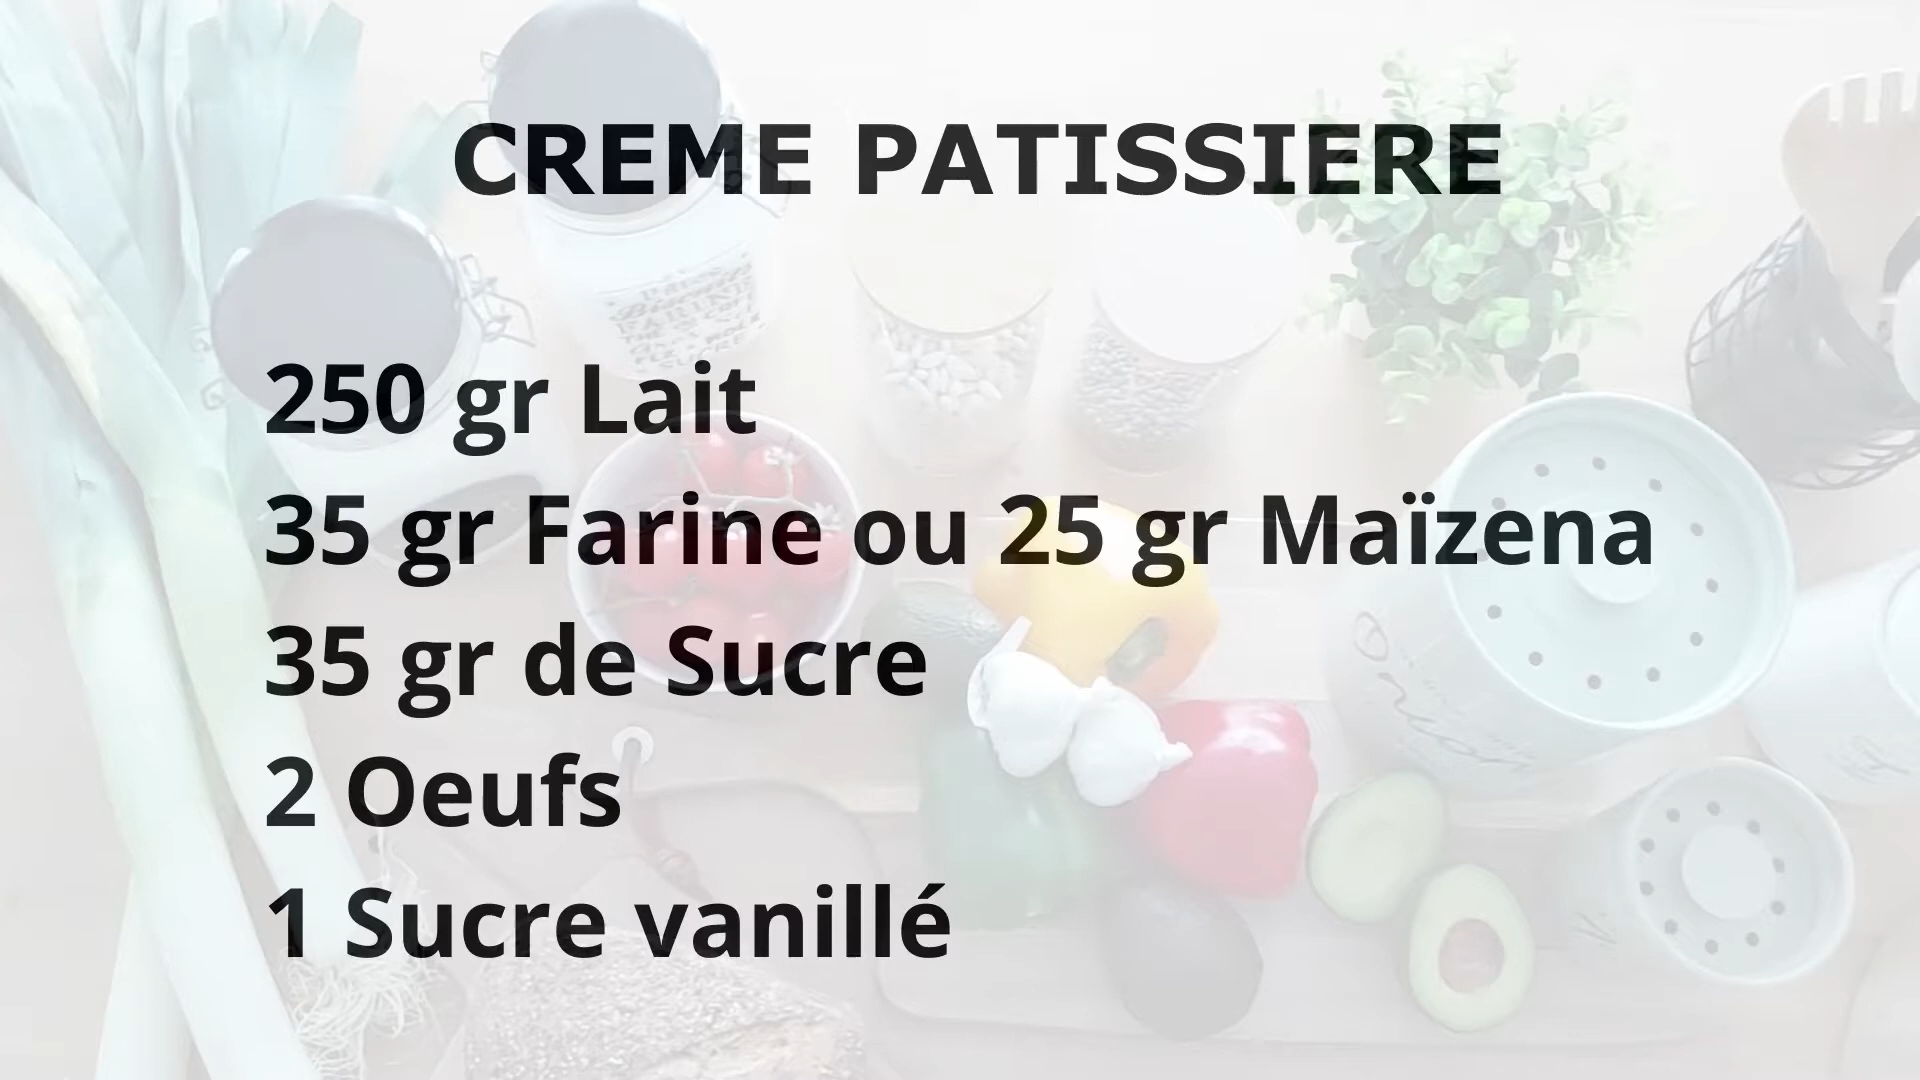 CREME PATISSIERE
250 gr Lait
35 gr Farine ou 25 gr Maïzena
35 gr de Sucre
2 Oeufs
1 Sucre vanillé